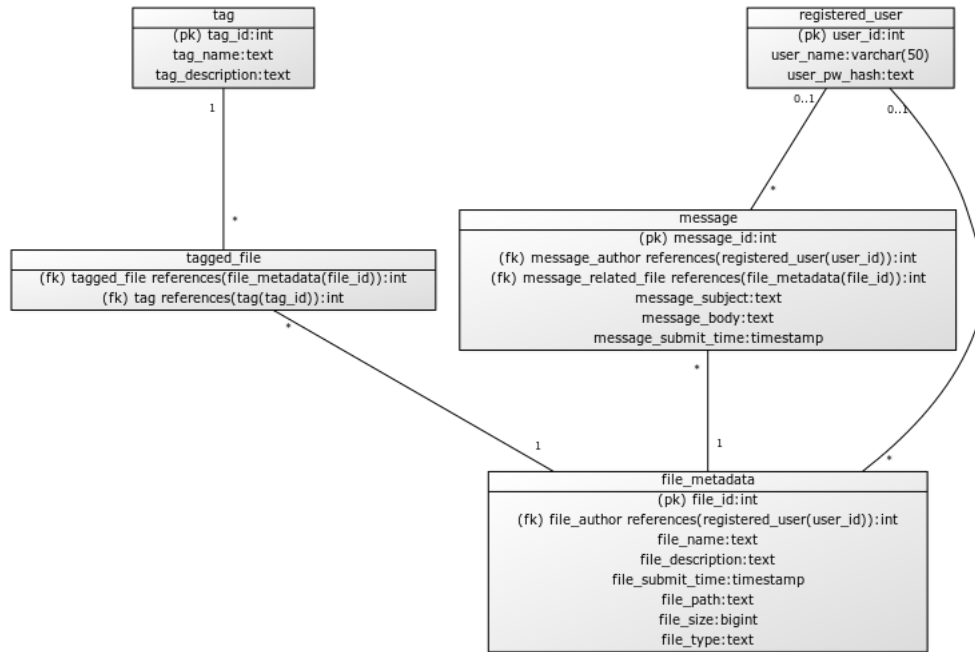 tag
(pk) tag_id:int
tag_name:text
tag_description:text
registered_user
(pk) user_id:int
user_name:varchar(50)
user_pw_hash:text
1
0..1
0..1
*
*
message
(pk) message_id:int
(fk) message_author references(registered_user(user_id)):int
(fk) message_related_file references(file_metadata(file_id)):int
message_subject:text
message_body:text
message_submit_time:timestamp
tagged_file
(fk) tagged_file references(file_metadata(file_id)):int
(fk) tag references(tag(tag_id)):int
*
*
1
1
*
file_metadata
(pk) file_id:int
(fk) file_author references(registered_user(user_id)):int
file_name:text
file_description:text
file_submit_time:timestamp
file_path:text
file_size:bigint
file_type:text